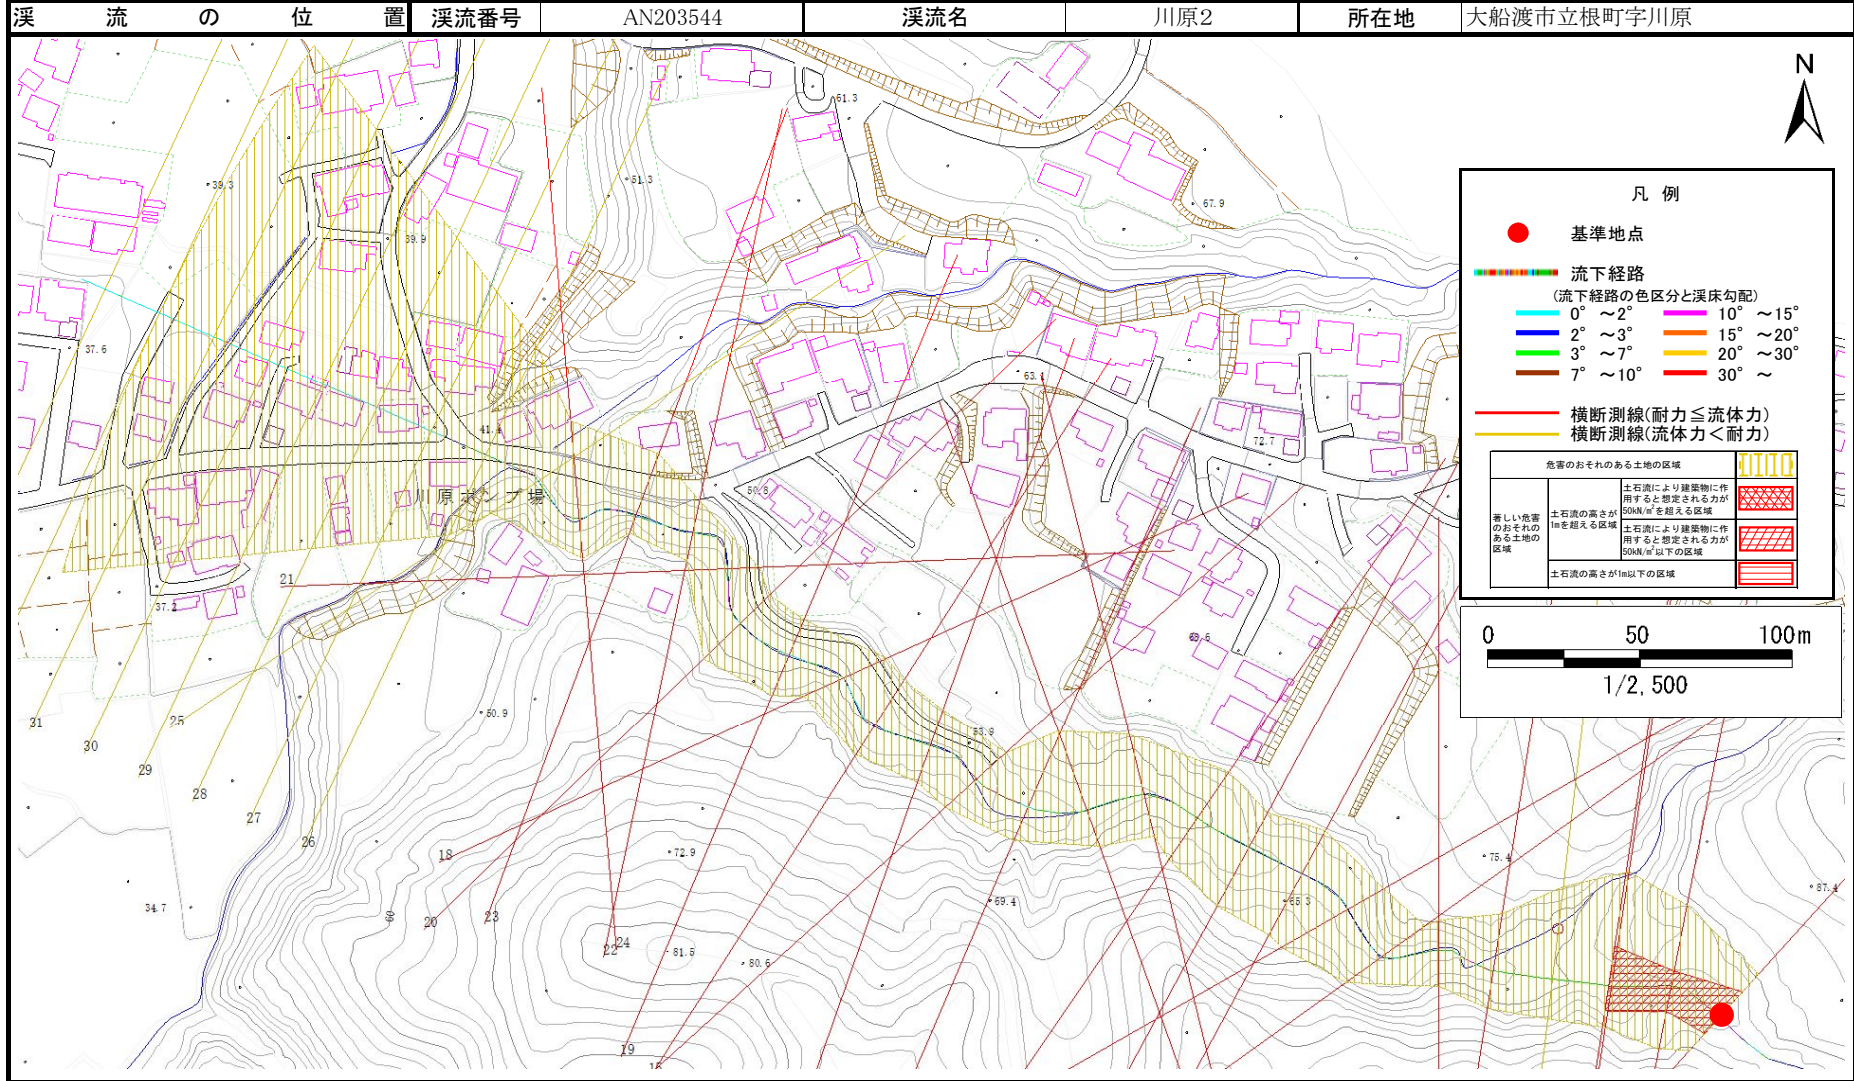 渓流の位置 渓流番号 AN203544 渓流名 川原2 所在地 大船渡市立根町字川原
N
凡例
基準地点
流下経路
(流下経路の色区分と渓床勾配)
0° ～2° 10° ～15°
2° ～3° 15° ～20°
3° ～7° 20° ～30°
7° ～10° 30° ～
横断測線(耐力≦流体力)
横断測線(流体力＜耐力)
危害のおそれのある土地の区域
著しい危害のおそれのある土地の区域
土石流の高さが1mを超える区域
土石流により建築物に作用すると想定される力が50kN/㎡を超える区域
土石流により建築物に作用すると想定される力が50kN/㎡以下の区域
土石流の高さが1m以下の区域
0 50 100m
1/2,500
61.3
51.3
39.3
67.9
39.9
37.6
63.1
41.4
72.7
川原ポンプ場
50.8
21
37.2
69.6
31
25
50.9
53.9
30
29
28
27
26
18
72.9
75.4
87.4
34.7
60
20
23
69.4
65.3
22
24
81.5
80.6
19